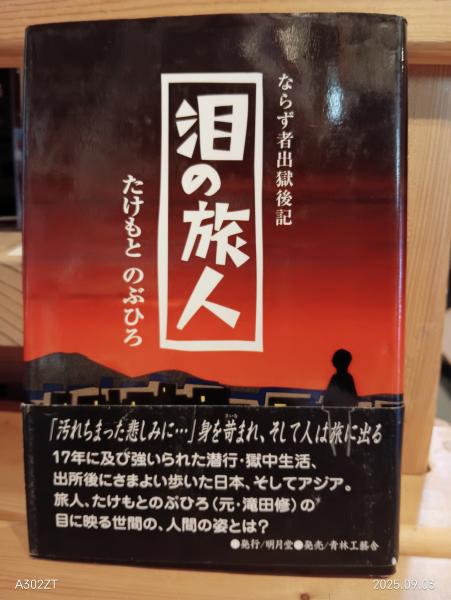 ならず者出獄後記
泪の旅人
たけもと のぶひろ
「汚れちまった悲しみに…」身を苛まれ、そして人は旅に出る
さいな
17年に及び強いられた潜行・獄中生活、
出所後にさまよい歩いた日本、そしてアジア。
旅人、たけもとのぶひろ（元・滝田修）の
目に映る世間の、人間の姿とは?
●発行/明月堂●発売/青林工藝舎
A302ZT
2025.09.03